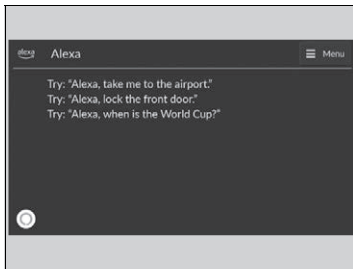 alexa
Alexa
Menu
Try: “Alexa, take me to the airport.”
Try: “Alexa, lock the front door.”
Try: “Alexa, when is the World Cup?”